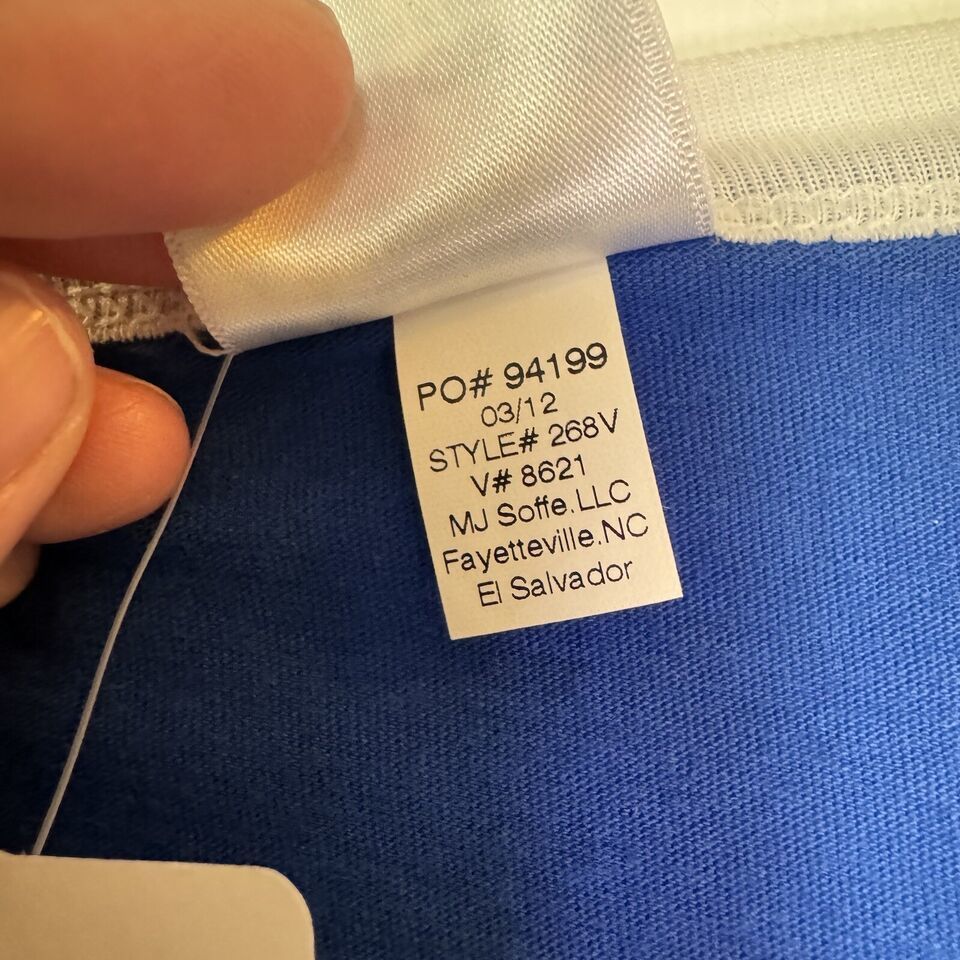 PO# 94199
03/12
STYLE# 268V
V# 8621
MJ Soffe.LLC
Fayetteville.NC
El Salvador